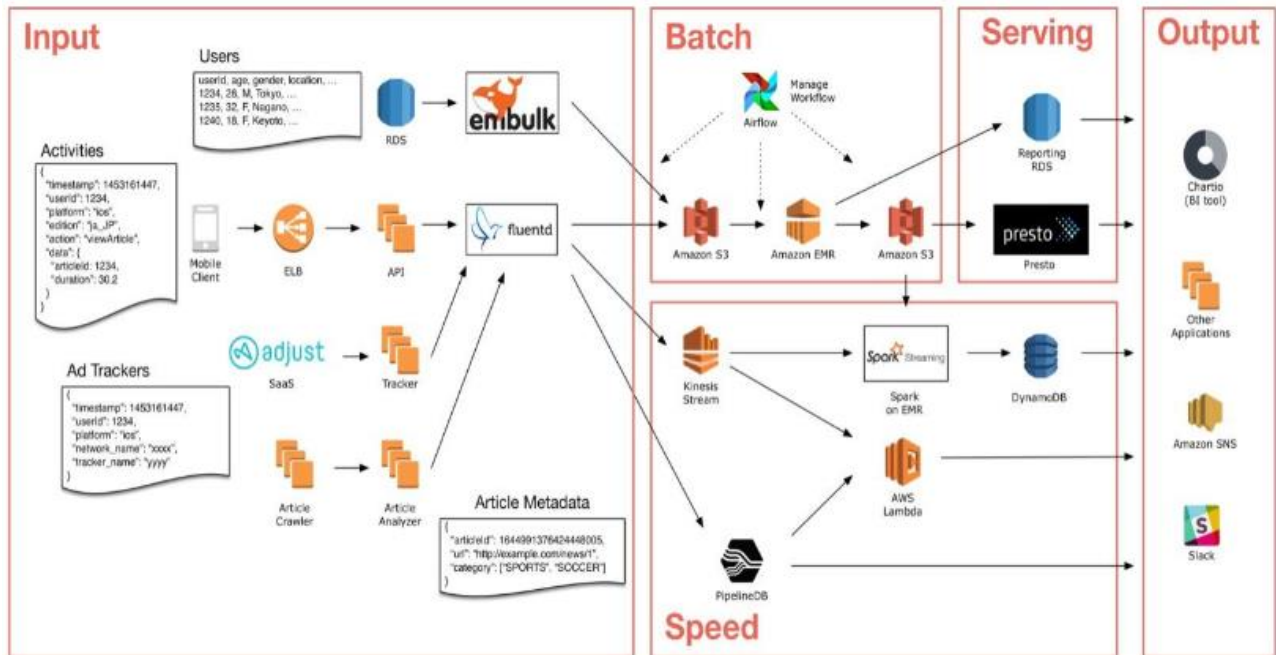 Input
Users
userid, age, gender, location, ...
1234, 28, M, Tokyo, ...
1235, 32, F, Nagano, ...
1240, 18, F, Keyoto, ...
RDS
embulk
Activities
{
"timestamp": 1453161447,
"userid": 1234,
"platform": "ios",
"edition": "ja_JP",
"action": "viewArticle",
"data": {
"articleid: 1234,
"duration": 30.2
}
}
Mobile
Client
ELB
API
fluentd
adjust
SaaS
Tracker
Ad Trackers
{
"timestamp": 1453161447,
"userid": 1234,
"platform": "ios",
"network_name": "xxxx",
"tracker_name": "yyyy"
}
Article
Crawler
Article
Analyzer
Article Metadata
{
"articleid": 1644991376424448005,
"url": "http://example.com/news/1",
"category": ["SPORTS". "SOCCER"]
}
Batch
Airflow
Manage
Workflow
Amazon S3
Amazon EMR
Amazon S3
Serving
Reporting
RDS
presto
Presto
Speed
Kinesis
Stream
Spark Streaming
Spark
on EMR
DynamoDB
AWS
Lambda
PipelineDB
Output
Chartio
(BI tool)
Other
Applications
Amazon SNS
S
Slack